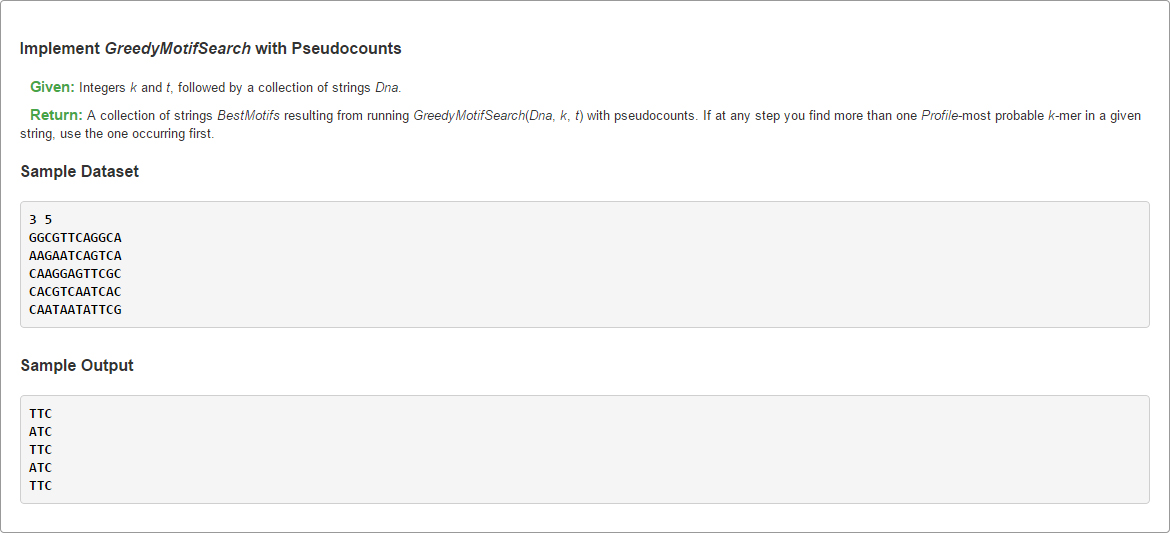 Implement GreedyMotifSearch with Pseudocounts
Given: Integers k and t, followed by a collection of strings Dna.
Return: A collection of strings BestMotifs resulting from running GreedyMotifSearch(Dna, k, t) with pseudocounts. If at any step you find more than one Profile-most probable k-mer in a given
string, use the one occurring first.
Sample Dataset
3 5
GGCGTTCAGGCA
AAGAATCAGTCA
CAAGGAGTTCGC
CACGTCAATCAC
CAATAATATTCG
Sample Output
TTC
ATC
TTC
ATC
TTC